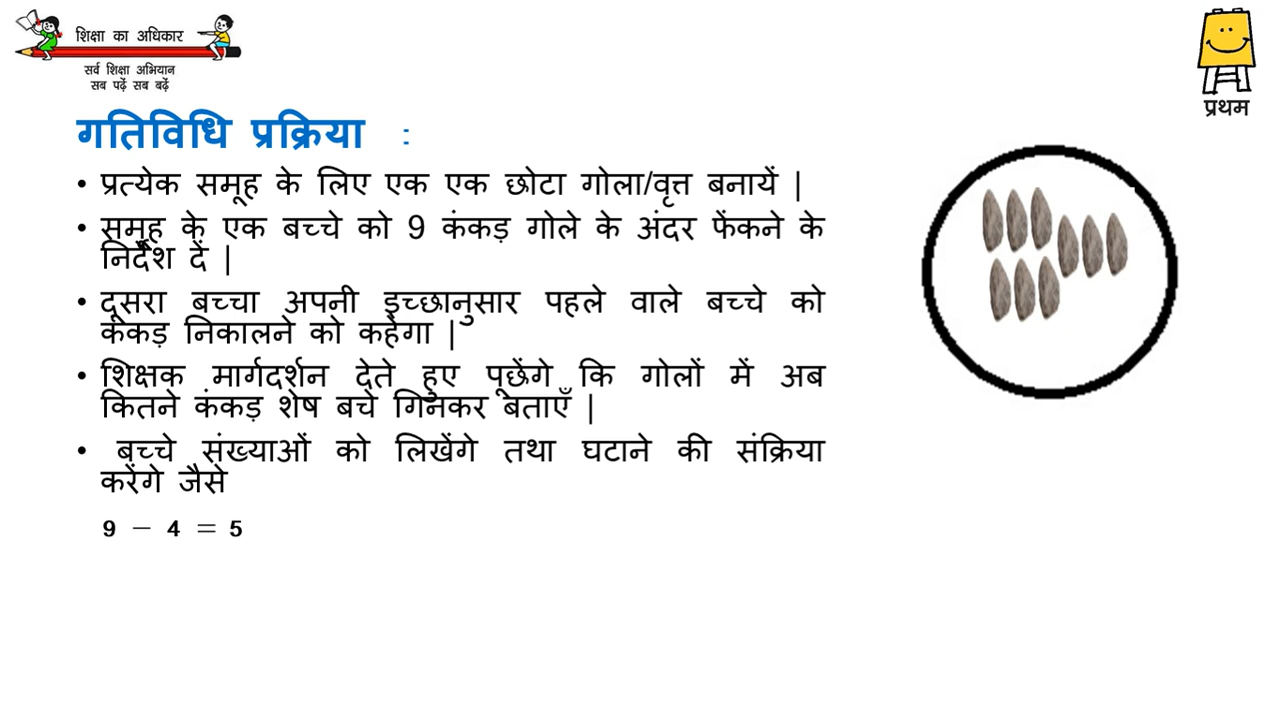 शिक्षा का अधिकार
सर्व शिक्षा अभियान
सब पढ़ें सब बढ़ें
प्रथम
गतिविधि प्रक्रिया :
• प्रत्येक समूह के लिए एक एक छोटा गोला/वृत्त बनायें |
• समूह के एक बच्चे को 9 कंकड़ गोले के अंदर फेंकने के
निर्देश दें |
• दूसरा बच्चा अपनी इच्छानुसार पहले वाले बच्चे को
कंकड़ निकालने को कहेगा |
• शिक्षक मार्गदर्शन देते हुए पूछेंगे कि गोलों में अब
कितने कंकड़ शेष बचे गिनकर बताएँ |
• बच्चे संख्याओं को लिखेंगे तथा घटाने की संक्रिया
करेंगे जैसे
9 − 4 = 5